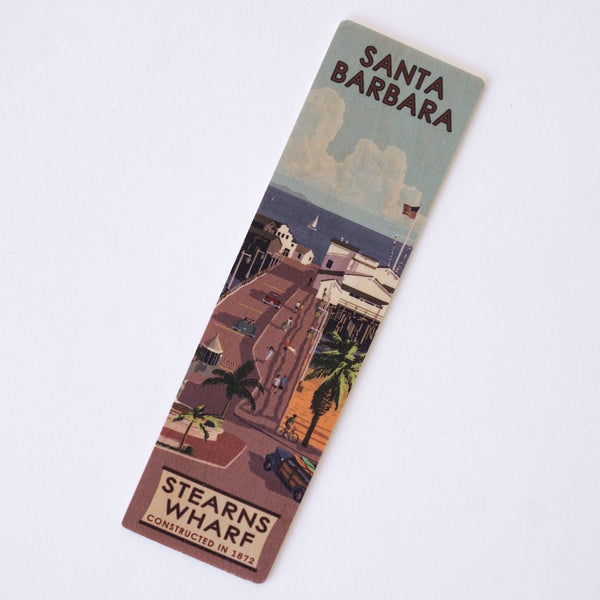 SANTA
BARBARA
STEARNS
WHARF
CONSTRUCTED IN 1872